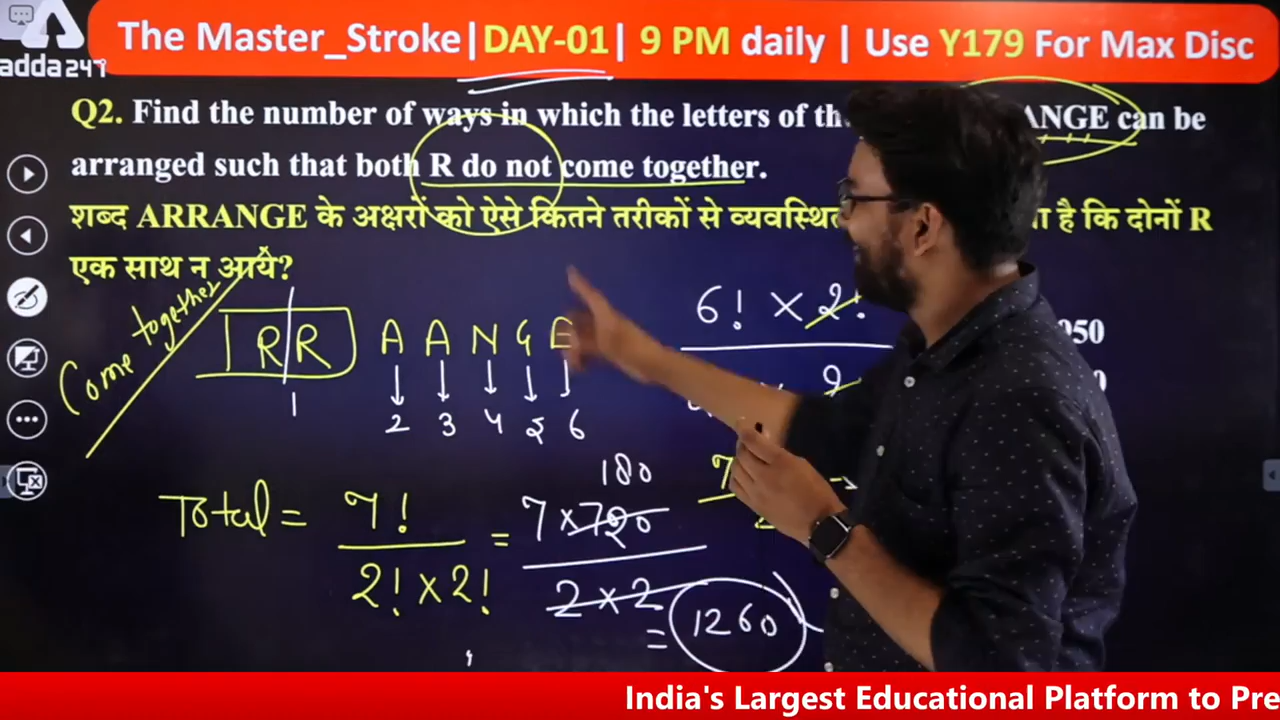 The Master_Stroke|DAY-01| 9 PM daily | Use Y179 For Max Disc
adda247
Q2. Find the number of ways in which the letters of ANGE can be
arranged such that both R do not come together.
शब्द ARRANGE के अक्षरों को ऐसे कितने तरीकों से है कि दोनों R
एक साथ न आये?
Come together
RR A A N G E
1 2 3 4 5 6
6! × 2!
950
180
Total = 7! / 2! × 2! = 7 × 720 / 2 × 2
= 1260
India's Largest Educational Platform to Pre